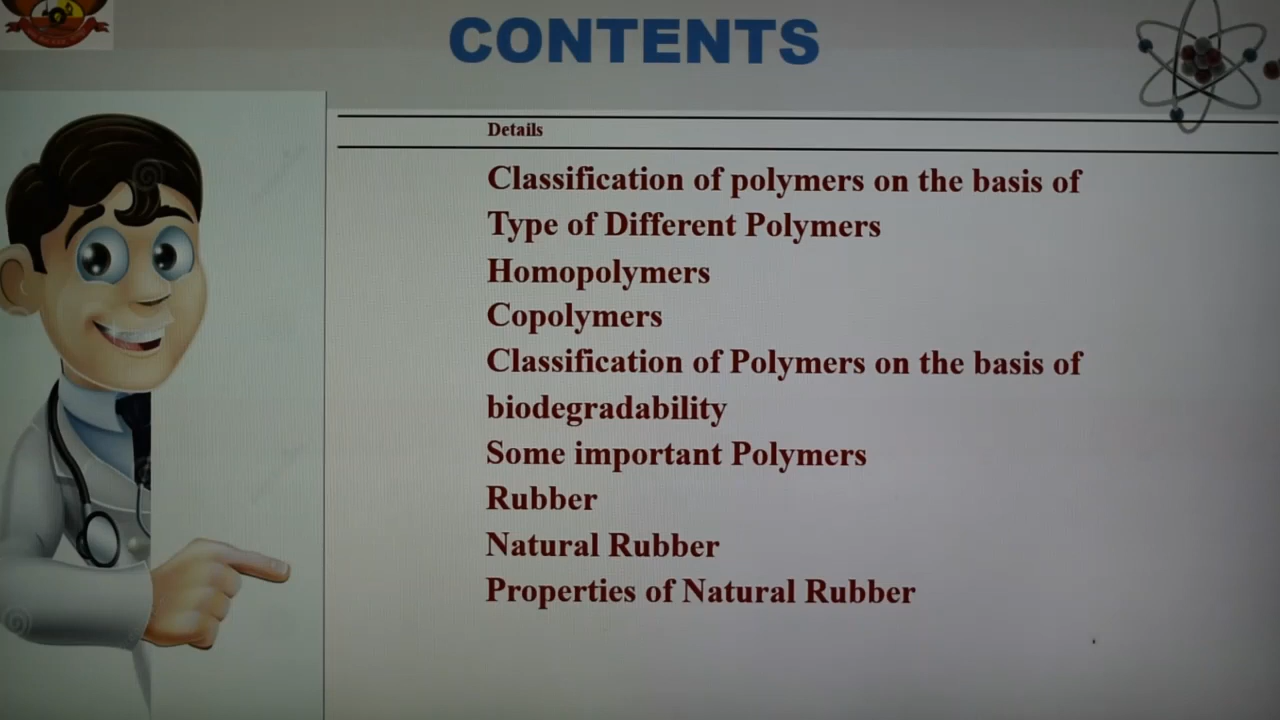 CONTENTS
Details
Classification of polymers on the basis of
Type of Different Polymers
Homopolymers
Copolymers
Classification of Polymers on the basis of
biodegradability
Some important Polymers
Rubber
Natural Rubber
Properties of Natural Rubber